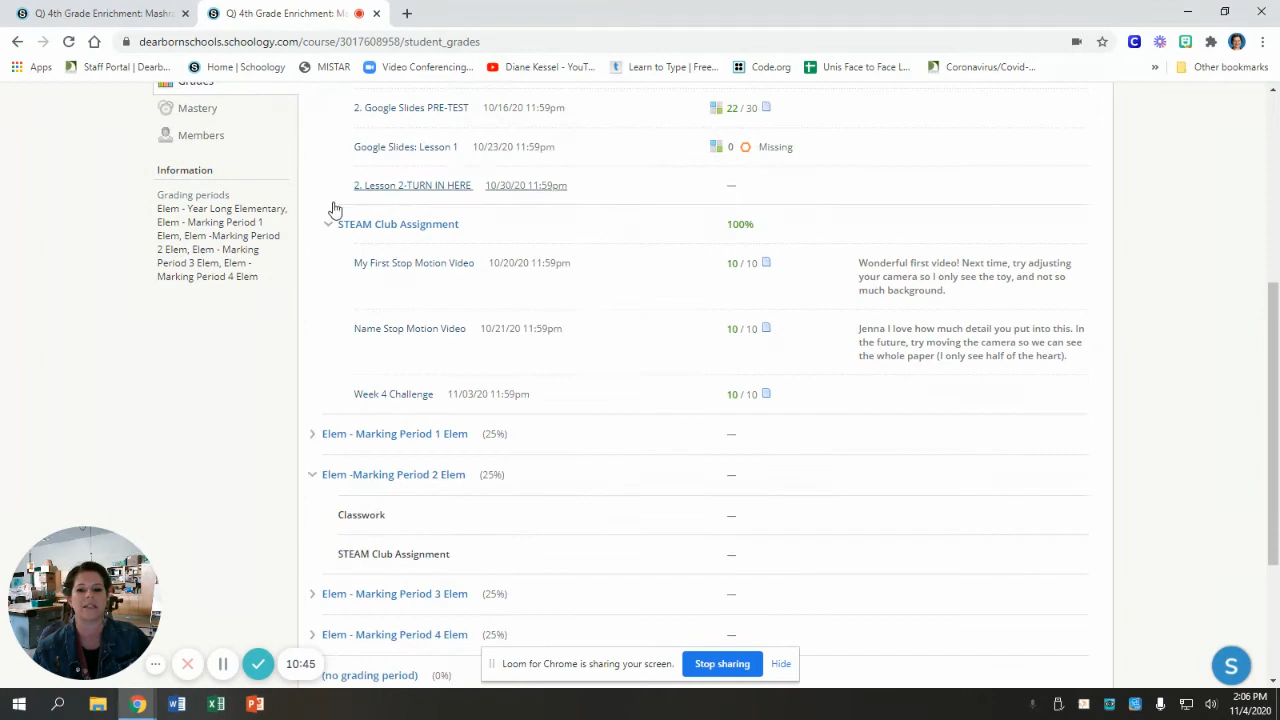 Q) 4th Grade Enrichment: Mashra
Q) 4th Grade Enrichment: Ma
dearbornschools.schoology.com/course/3017608958/student_grades
Apps
Staff Portal | Dearb...
Home | Schoology
MISTAR
Video Conferencing...
Diane Kessel - YouT...
Learn to Type | Free...
Code.org
Unis Face to Face L...
Coronavirus/Covid-...
»
Other bookmarks
Grades
Mastery
Members
Information
Grading periods
Elem - Year Long Elementary,
Elem - Marking Period 1
Elem, Elem -Marking Period
2 Elem, Elem - Marking
Period 3 Elem, Elem -
Marking Period 4 Elem
2. Google Slides PRE-TEST 10/16/20 11:59pm 22 / 30
Google Slides: Lesson 1 10/23/20 11:59pm 0 Missing
2. Lesson 2-TURN IN HERE 10/30/20 11:59pm —
STEAM Club Assignment 100%
My First Stop Motion Video 10/20/20 11:59pm 10 / 10
Wonderful first video! Next time, try adjusting
your camera so I only see the toy, and not so
much background.
Name Stop Motion Video 10/21/20 11:59pm 10 / 10
Jenna I love how much detail you put into this. In
the future, try moving the camera so we can see
the whole paper (I only see half of the heart).
Week 4 Challenge 11/03/20 11:59pm 10 / 10
Elem - Marking Period 1 Elem (25%) —
Elem -Marking Period 2 Elem (25%) —
Classwork —
STEAM Club Assignment —
Elem - Marking Period 3 Elem (25%) —
Elem - Marking Period 4 Elem (25%) —
(no grading period) (0%)
10:45
Loom for Chrome is sharing your screen. Stop sharing Hide
S
2:06 PM
11/4/2020